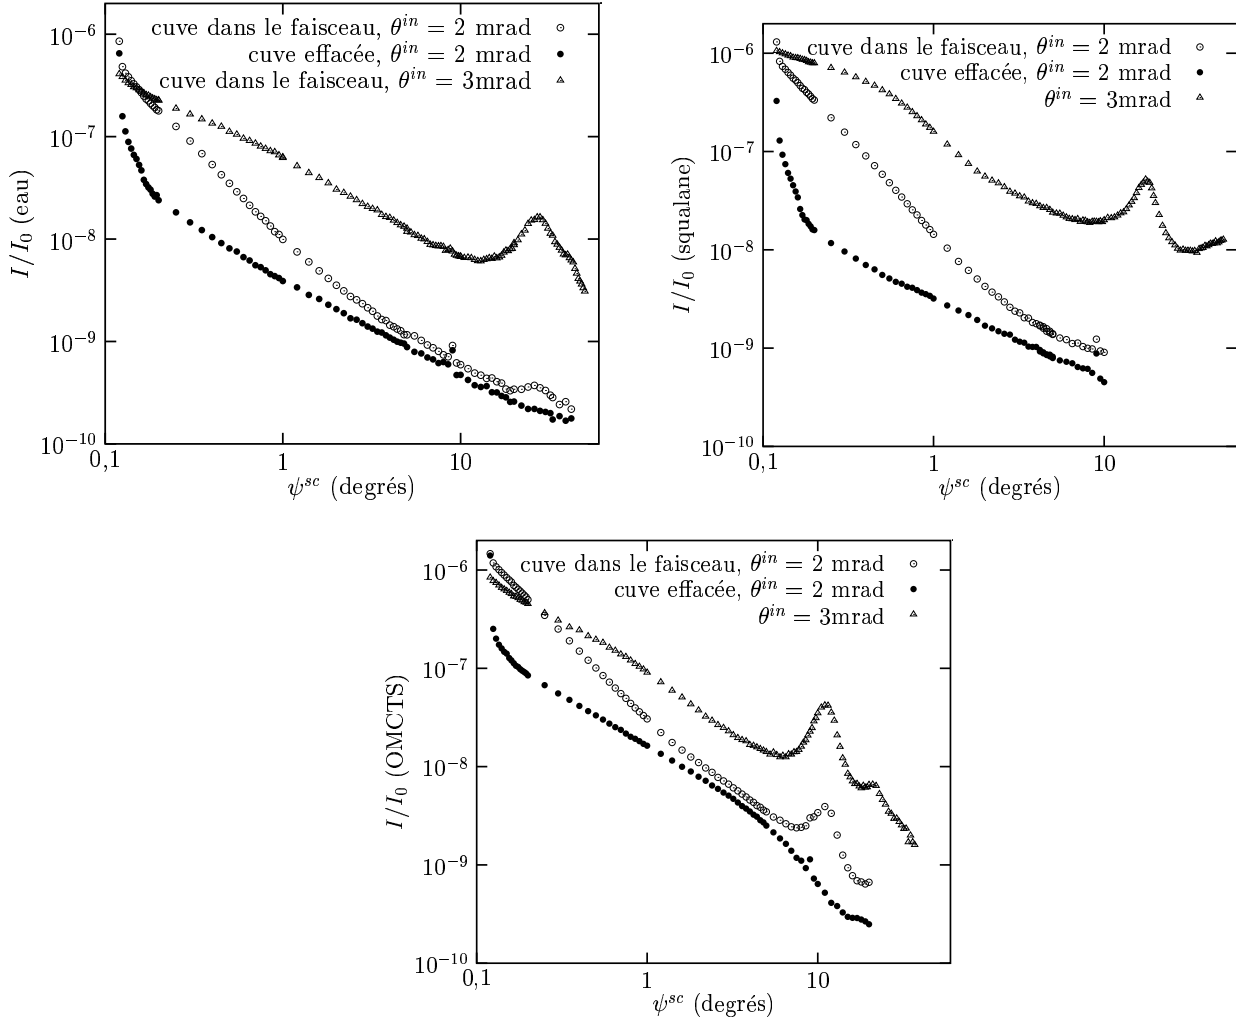 cuve dans le faisceau, θ^in = 2 mrad
cuve effacée, θ^in = 2 mrad
cuve dans le faisceau, θ^in = 3mrad
10^−6
10^−7
10^−8
10^−9
10^−10
I/I_0 (eau)
0,1
1
10
ψ^sc (degrés)
cuve dans le faisceau, θ^in = 2 mrad
cuve effacée, θ^in = 2 mrad
θ^in = 3mrad
10^−6
10^−7
10^−8
10^−9
10^−10
I/I_0 (squalane)
0,1
1
10
ψ^sc (degrés)
cuve dans le faisceau, θ^in = 2 mrad
cuve effacée, θ^in = 2 mrad
θ^in = 3mrad
10^−6
10^−7
10^−8
10^−9
10^−10
I/I_0 (OMCTS)
0,1
1
10
ψ^sc (degrés)